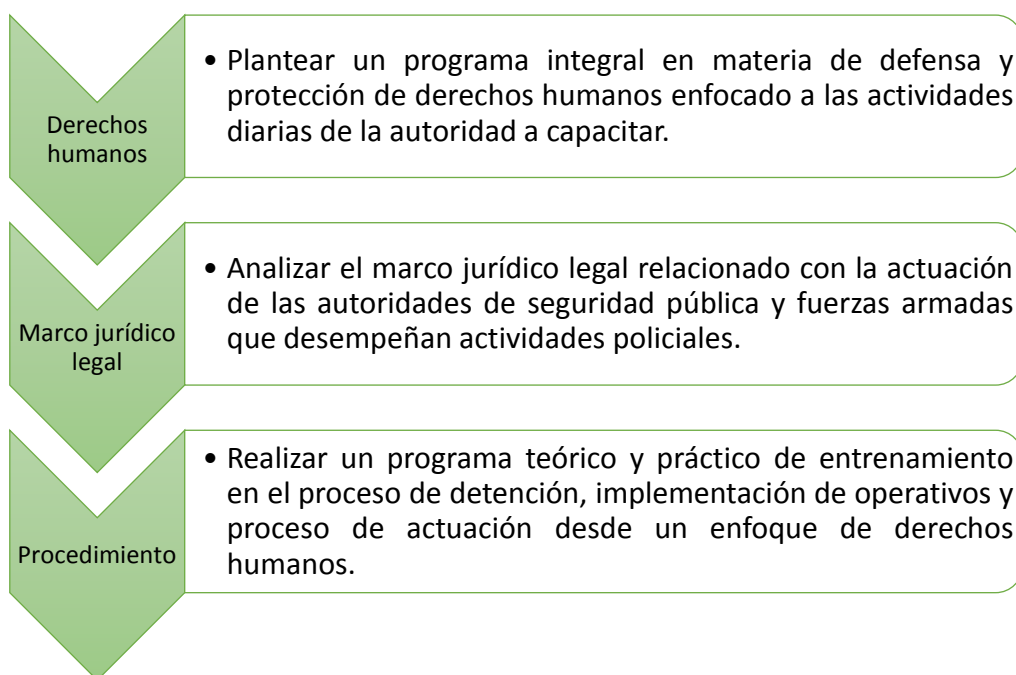 Derechos
humanos
• Plantear un programa integral en materia de defensa y
protección de derechos humanos enfocado a las actividades
diarias de la autoridad a capacitar.
Marco jurídico
legal
• Analizar el marco jurídico legal relacionado con la actuación
de las autoridades de seguridad pública y fuerzas armadas
que desempeñan actividades policiales.
Procedimiento
• Realizar un programa teórico y práctico de entrenamiento
en el proceso de detención, implementación de operativos y
proceso de actuación desde un enfoque de derechos
humanos.